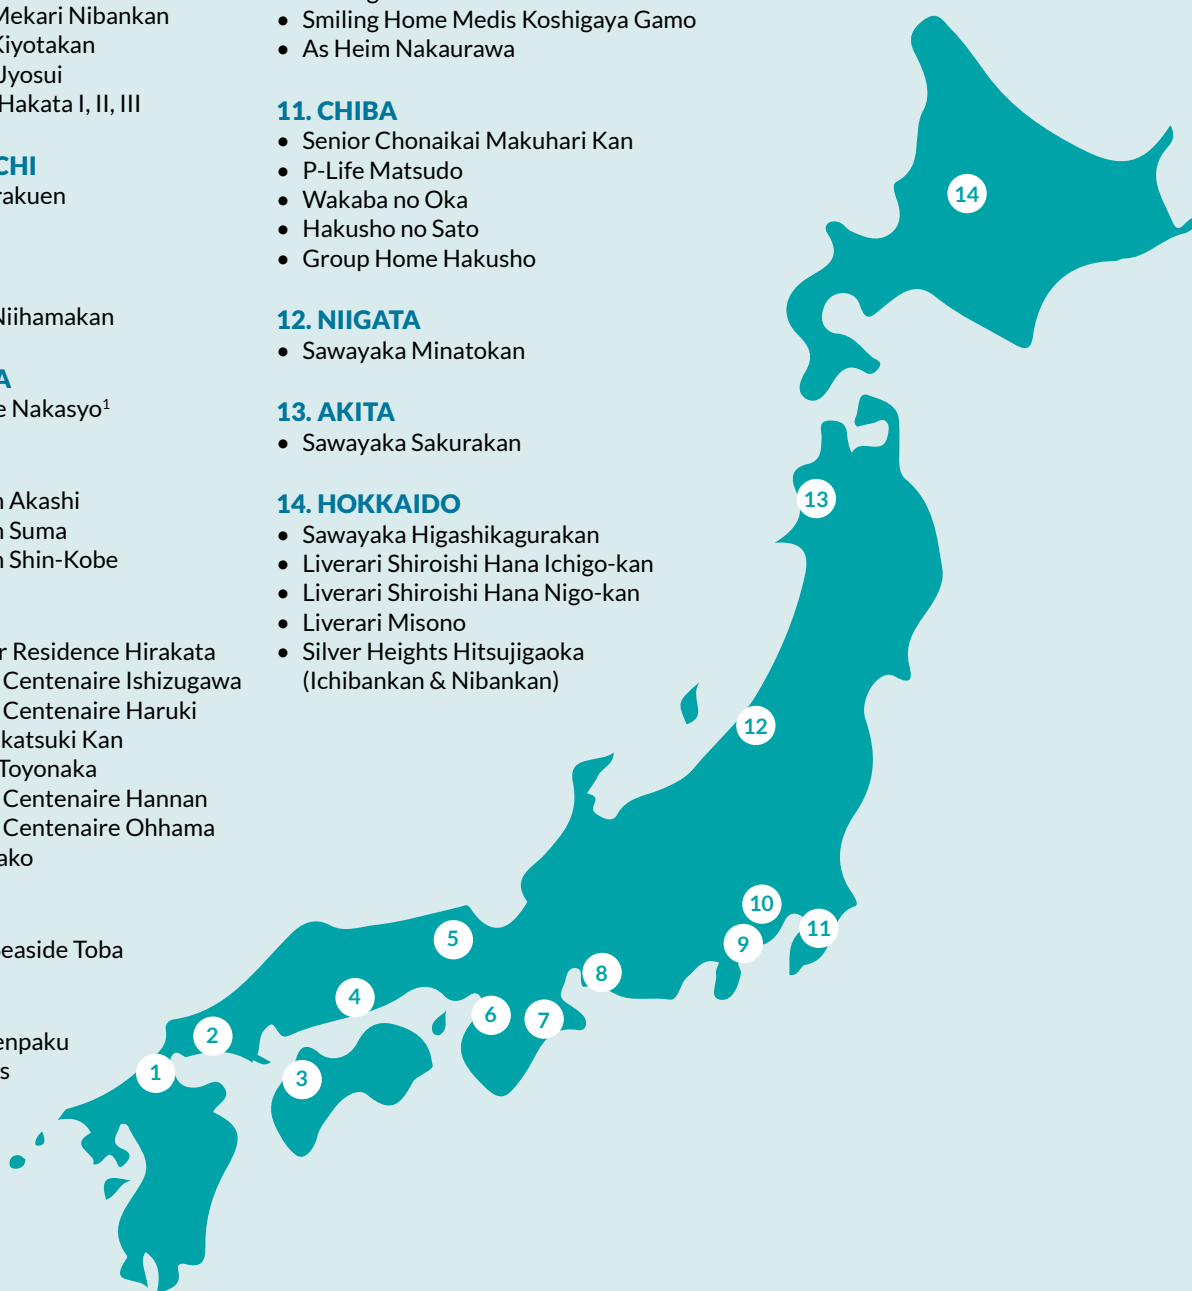 Mekari Nibankan
Kiyotakan
Jyosui
Hakata I, II, III
CHI
rakuen
Niihamakan
A
e Nakasyo¹
n Akashi
n Suma
n Shin-Kobe
r Residence Hirakata
Centenaire Ishizugawa
Centenaire Haruki
katsuki Kan
Toyonaka
Centenaire Hannan
Centenaire Ohhama
ako
easide Toba
enpaku
s
• Smiling Home Medis Koshigaya Gamo
• As Heim Nakaurawa
11. CHIBA
• Senior Chonaikai Makuhari Kan
• P-Life Matsudo
• Wakaba no Oka
• Hakusho no Sato
• Group Home Hakusho
12. NIIGATA
• Sawayaka Minatokan
13. AKITA
• Sawayaka Sakurakan
14. HOKKAIDO
• Sawayaka Higashikagurakan
• Liverari Shiroishi Hana Ichigo-kan
• Liverari Shiroishi Hana Nigo-kan
• Liverari Misono
• Silver Heights Hitsujigaoka
(Ichibankan & Nibankan)
14
13
12
10
11
9
5
8
4
6
7
2
1
3